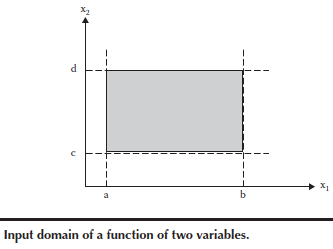 x₂
d
c
a
b
x₁
Input domain of a function of two variables.